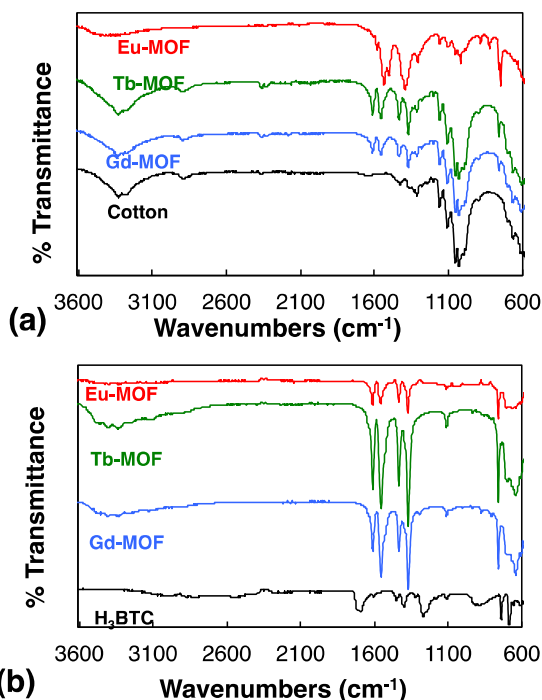 Eu-MOF
Tb-MOF
Gd-MOF
Cotton
% Transmittance
3600 3100 2600 2100 1600 1100 600
(a)
Wavenumbers (cm-1)
Eu-MOF
Tb-MOF
Gd-MOF
H3BTC
% Transmittance
3600 3100 2600 2100 1600 1100 600
(b)
Wavenumbers (cm-1)